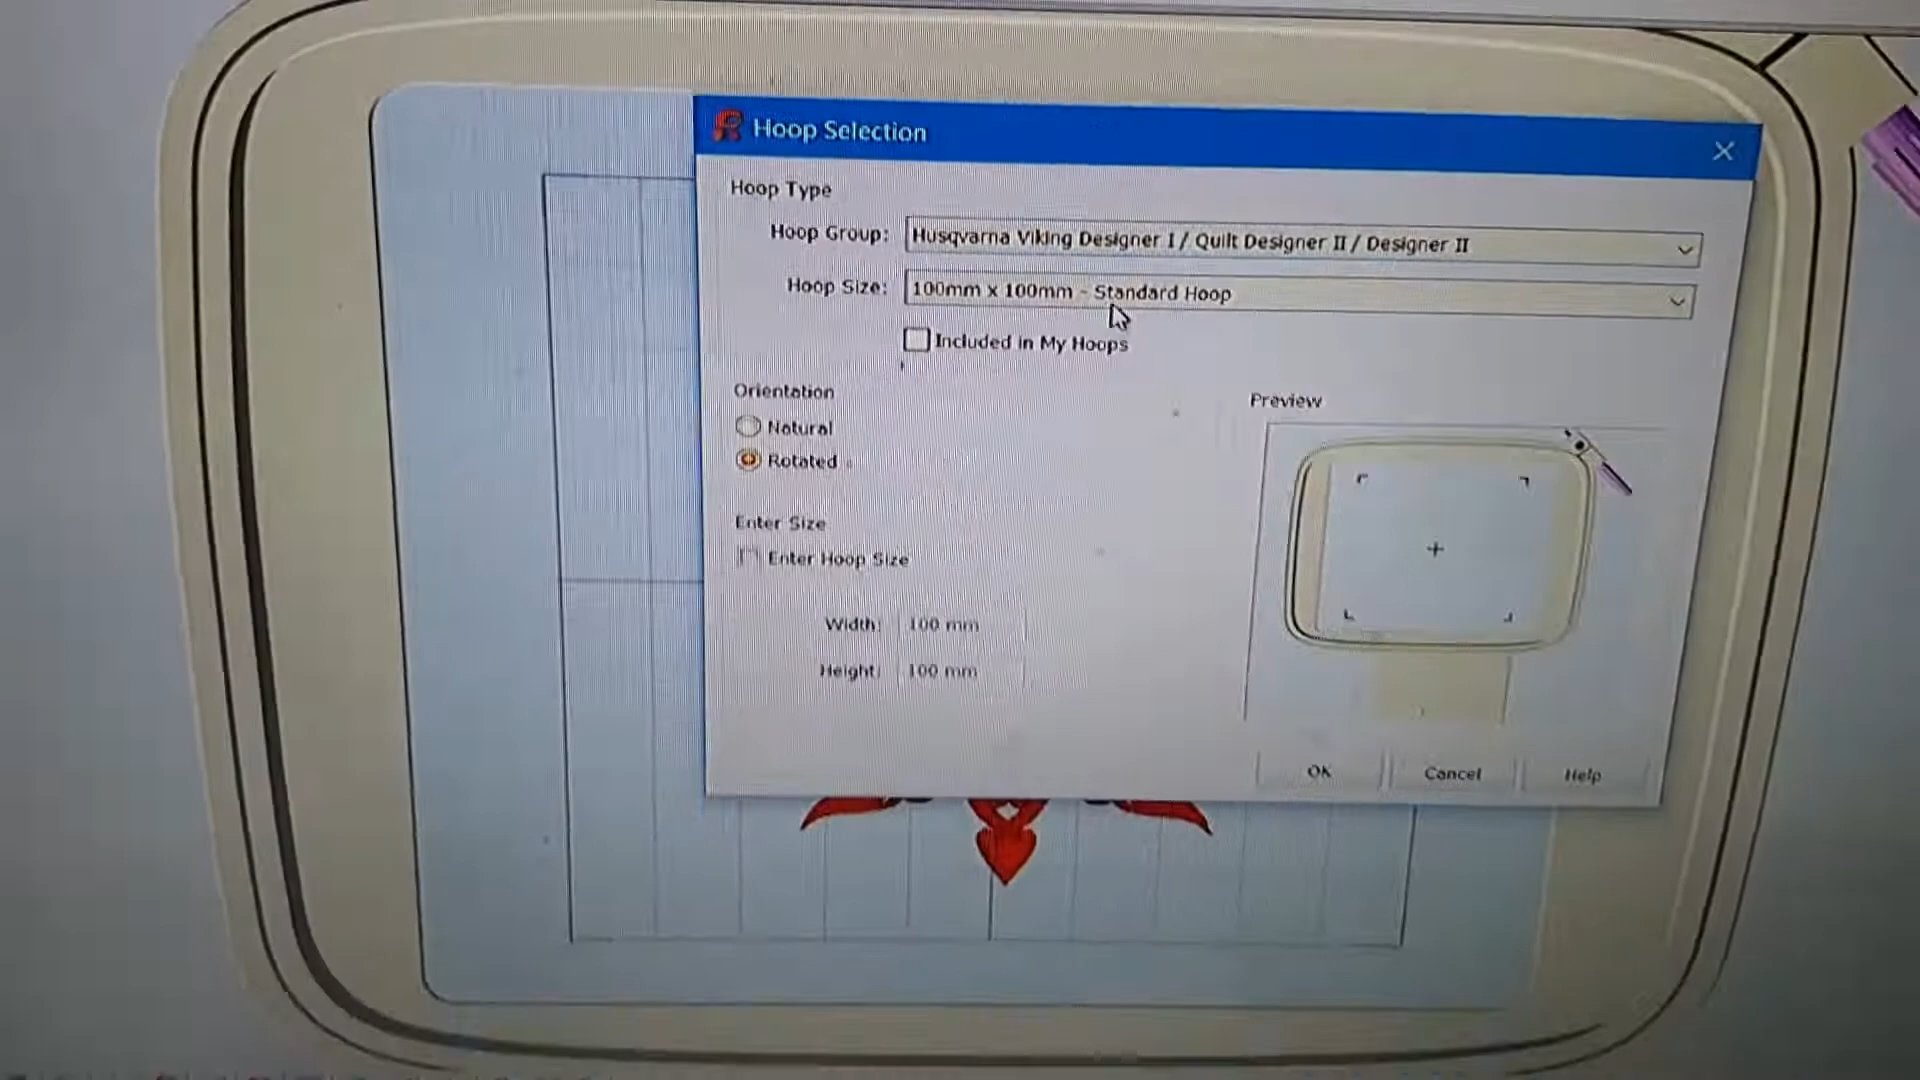 Hoop Selection
Hoop Type
Hoop Group: Husqvarna Viking Designer I / Quilt Designer II / Designer II
Hoop Size: 100mm x 100mm - Standard Hoop
Included in My Hoops
Orientation
Preview
Natural
Rotated
Enter Size
Enter Hoop Size
Width: 100 mm
Height: 100 mm
OK Cancel Help